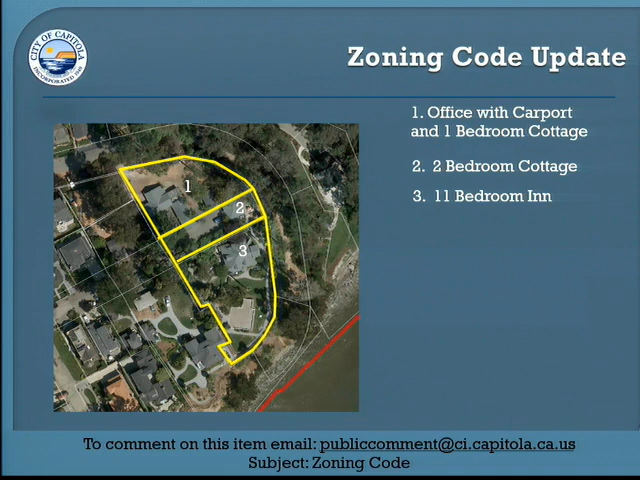 CITY OF CAPITOLA
INCORPORATED 1949
Zoning Code Update
1. Office with Carport
and 1 Bedroom Cottage
2. 2 Bedroom Cottage
3. 11 Bedroom Inn
1
2
3
To comment on this item email: publiccomment@ci.capitola.ca.us
Subject: Zoning Code